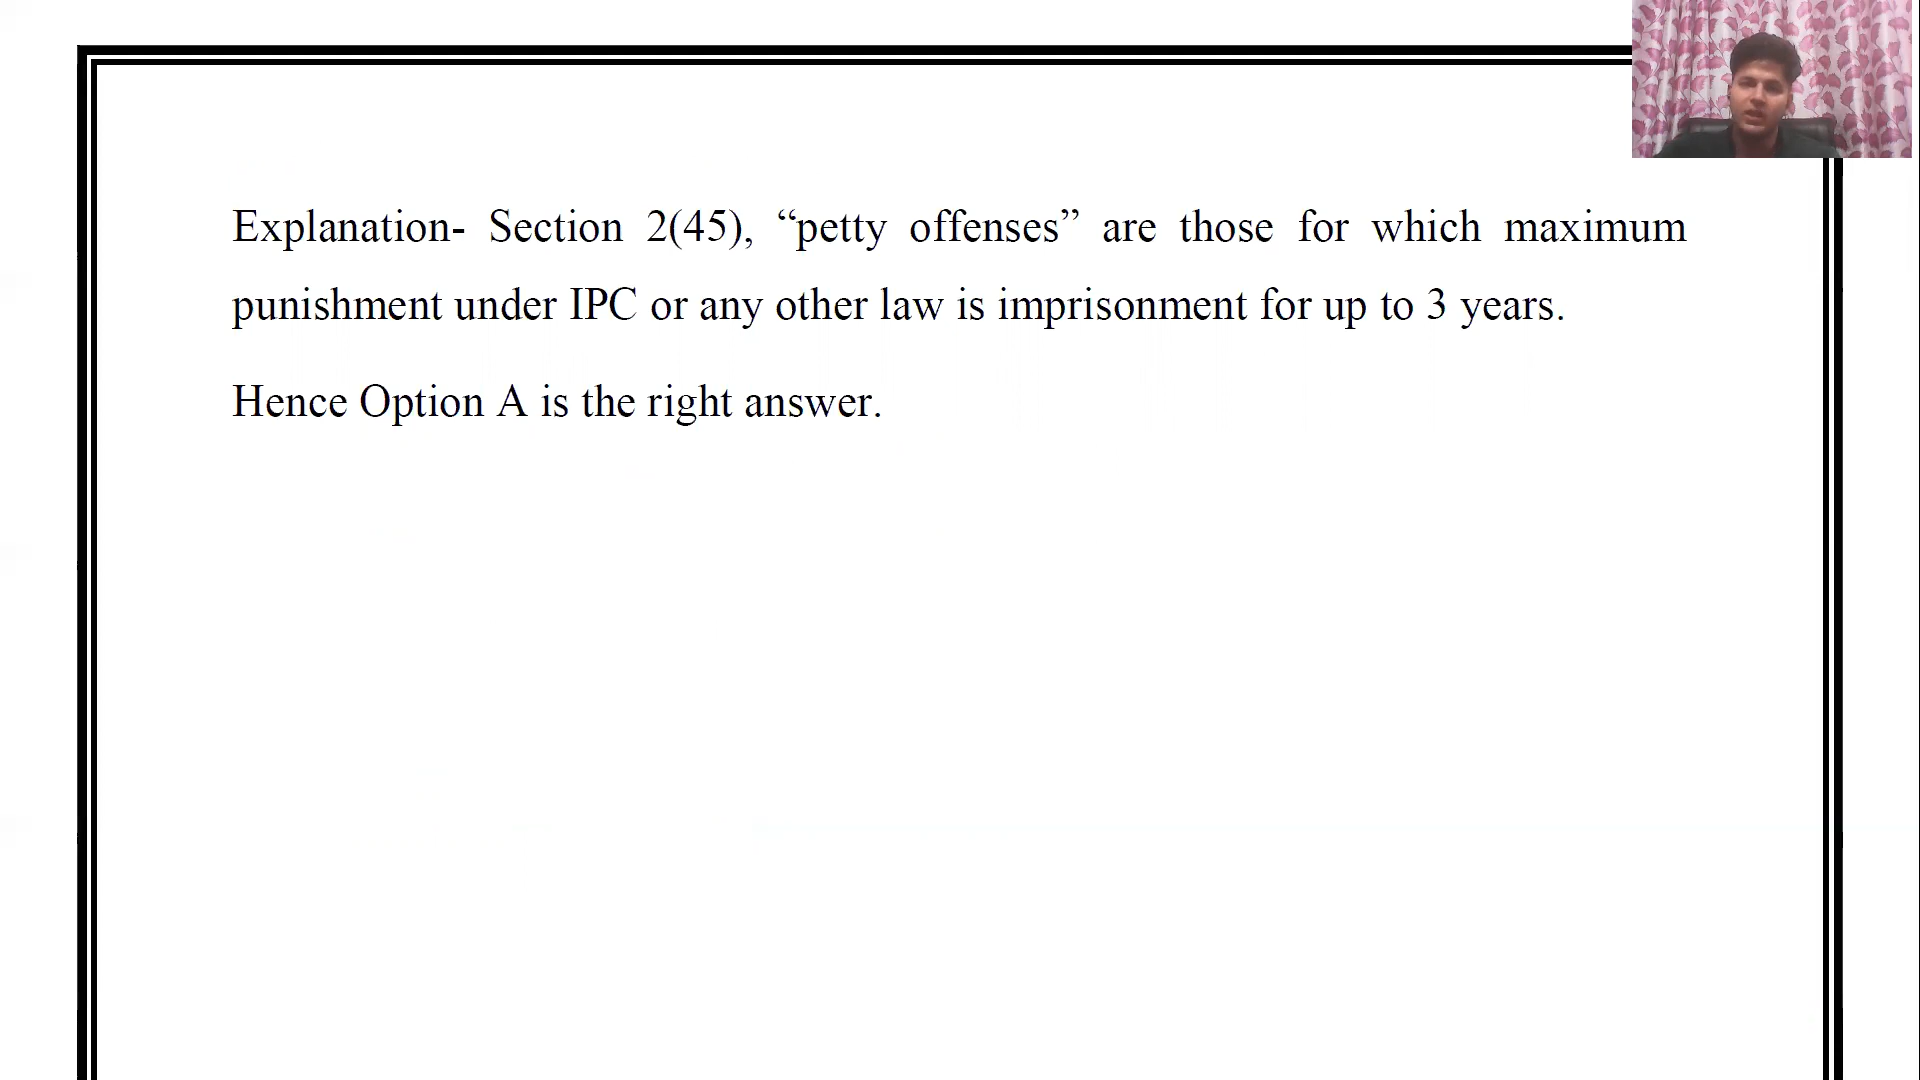 Explanation- Section 2(45), “petty offenses” are those for which maximum
punishment under IPC or any other law is imprisonment for up to 3 years.
Hence Option A is the right answer.